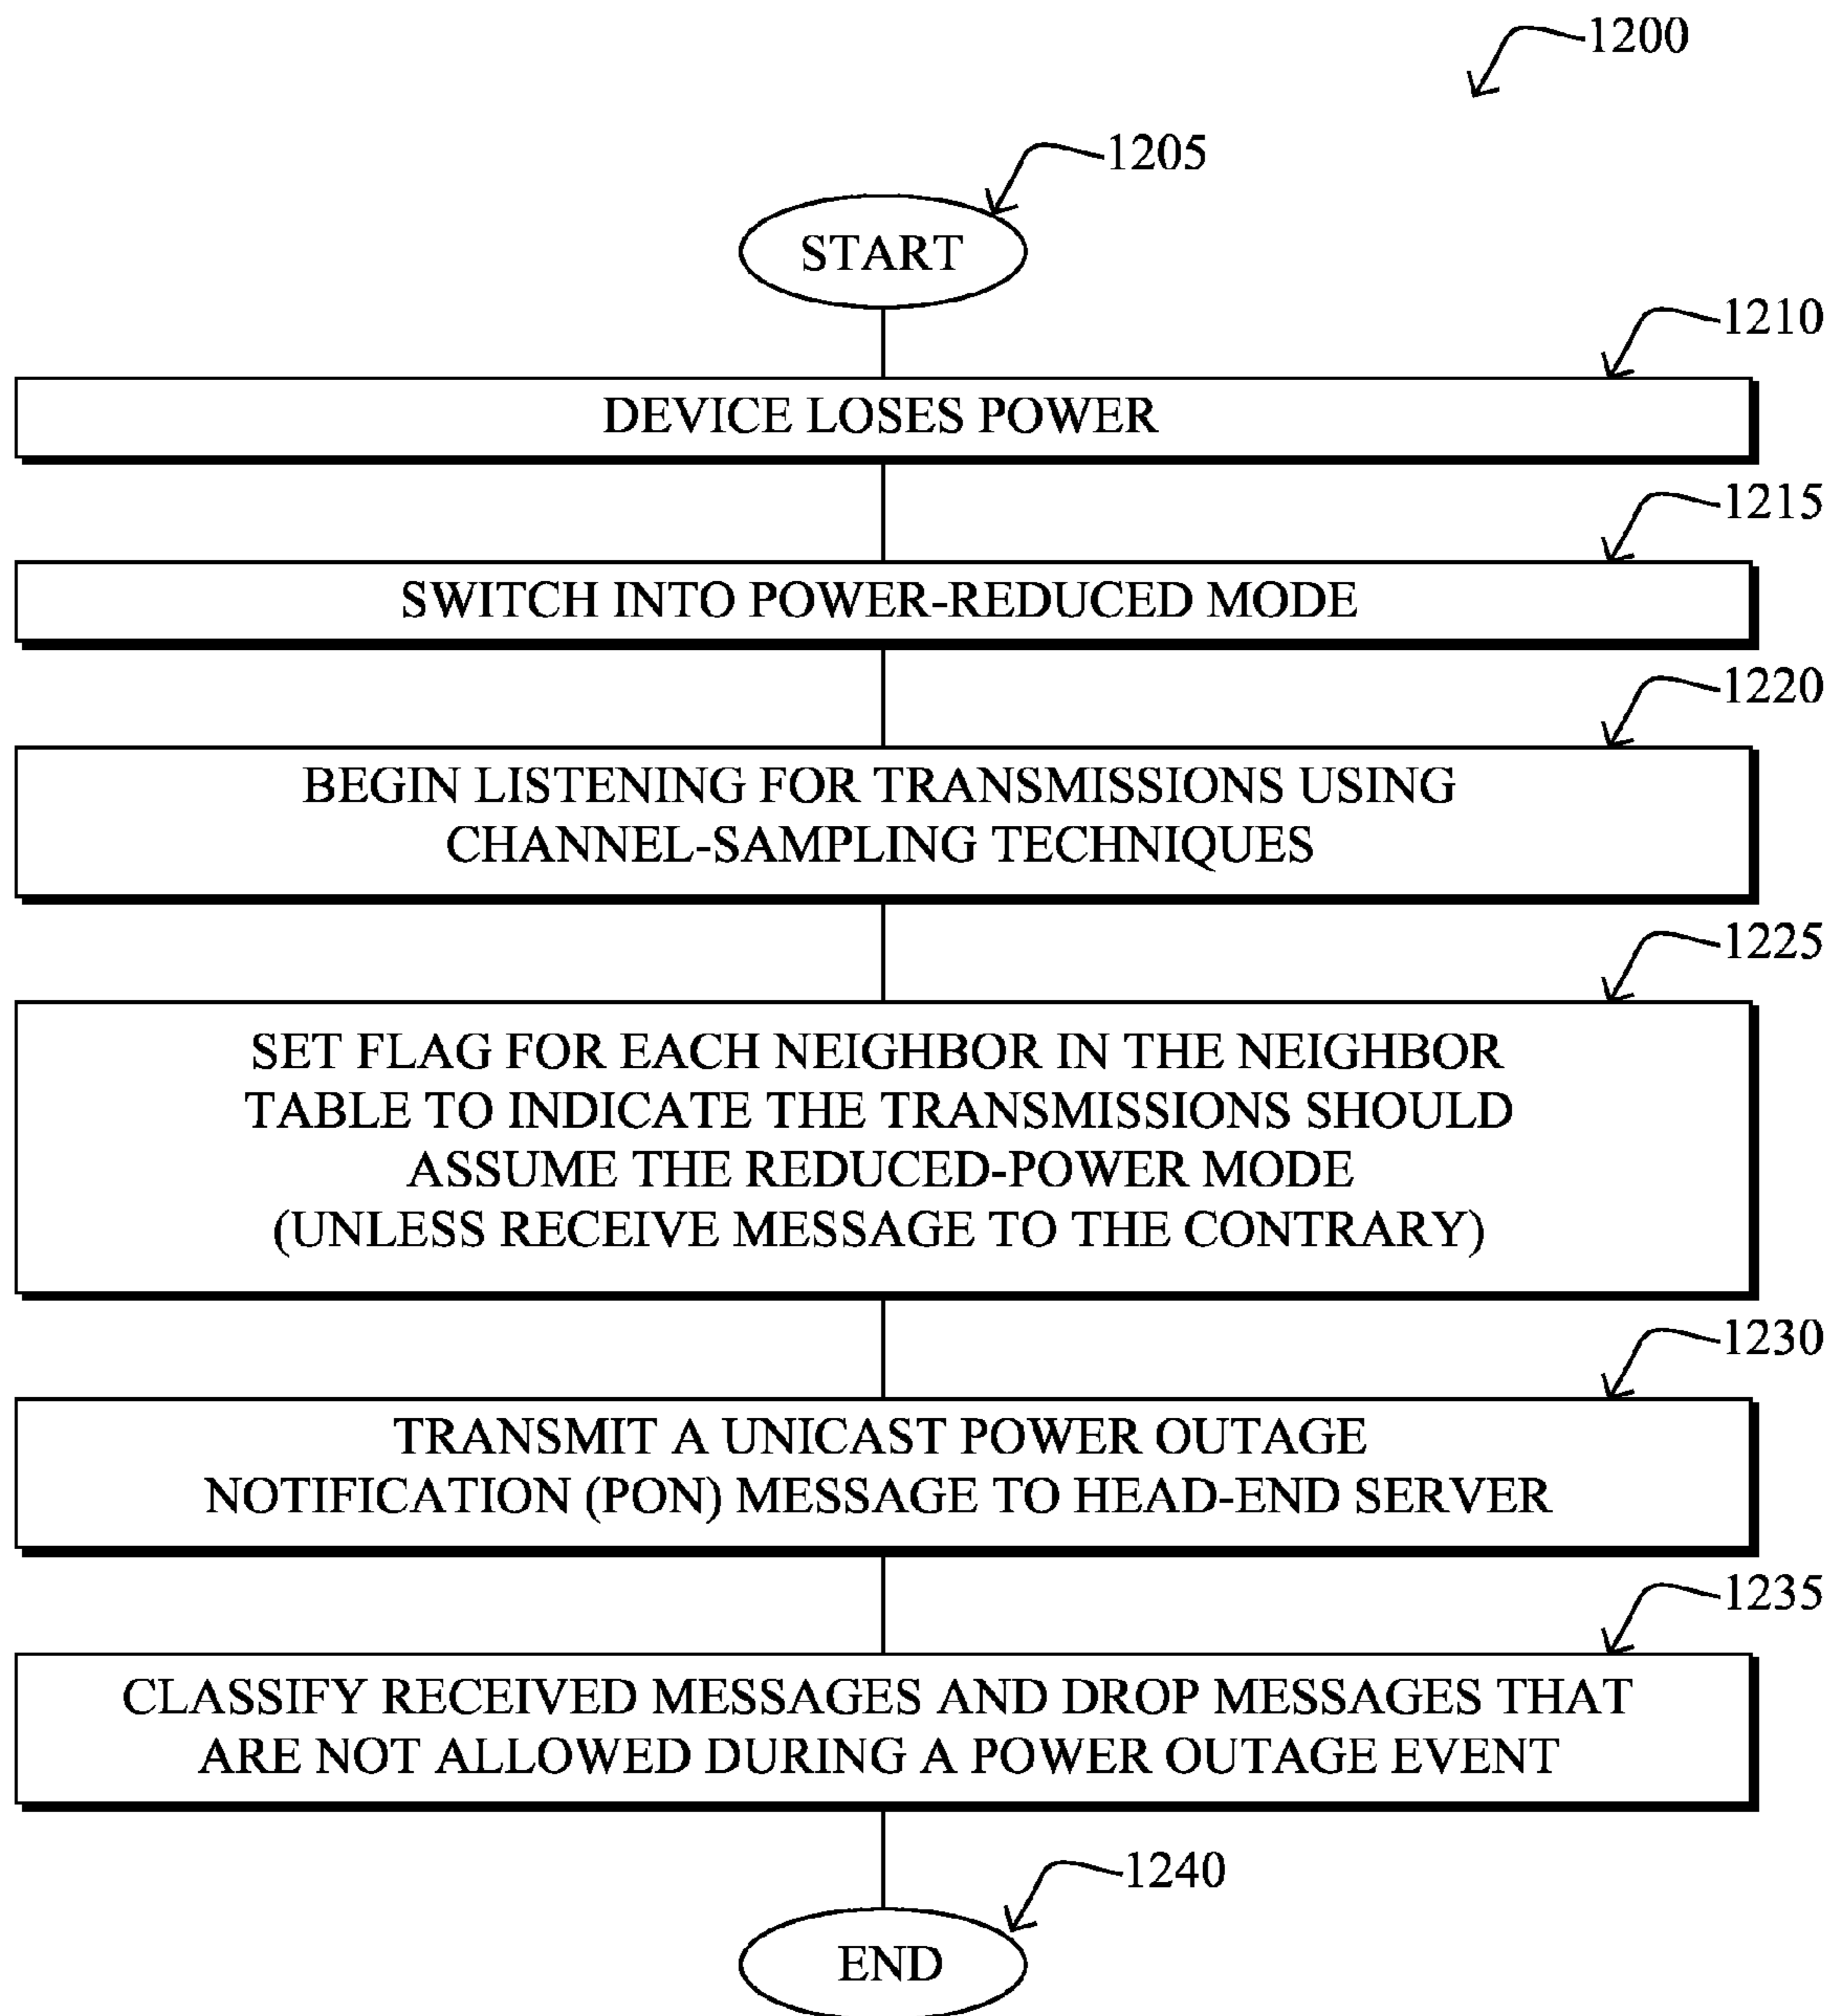 1200
1205
START
1210
DEVICE LOSES POWER
1215
SWITCH INTO POWER-REDUCED MODE
1220
BEGIN LISTENING FOR TRANSMISSIONS USING
CHANNEL-SAMPLING TECHNIQUES
1225
SET FLAG FOR EACH NEIGHBOR IN THE NEIGHBOR
TABLE TO INDICATE THE TRANSMISSIONS SHOULD
ASSUME THE REDUCED-POWER MODE
(UNLESS RECEIVE MESSAGE TO THE CONTRARY)
1230
TRANSMIT A UNICAST POWER OUTAGE
NOTIFICATION (PON) MESSAGE TO HEAD-END SERVER
1235
CLASSIFY RECEIVED MESSAGES AND DROP MESSAGES THAT
ARE NOT ALLOWED DURING A POWER OUTAGE EVENT
1240
END